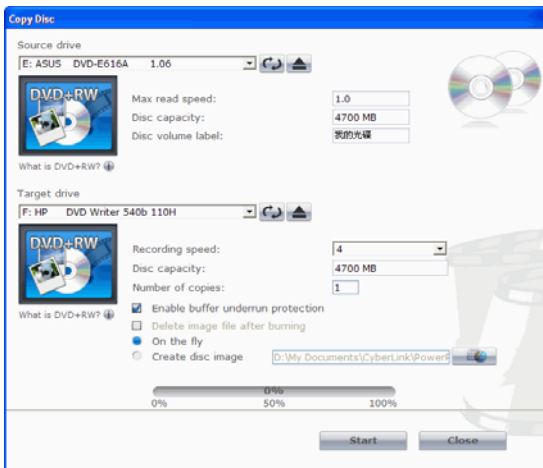 Copy Disc
Source drive
E: ASUS DVD-E616A 1.06
DVD+RW
Max read speed: 1.0
Disc capacity: 4700 MB
Disc volume label: 我的光碟
What is DVD+RW?
Target drive
F: HP DVD Writer 540b 110H
DVD+RW
Recording speed: 4
Disc capacity: 4700 MB
Number of copies: 1
What is DVD+RW?
Enable buffer underrun protection
Delete image file after burning
On the fly
Create disc image D:\My Documents\CyberLink\PowerP
0%
0% 50% 100%
Start Close